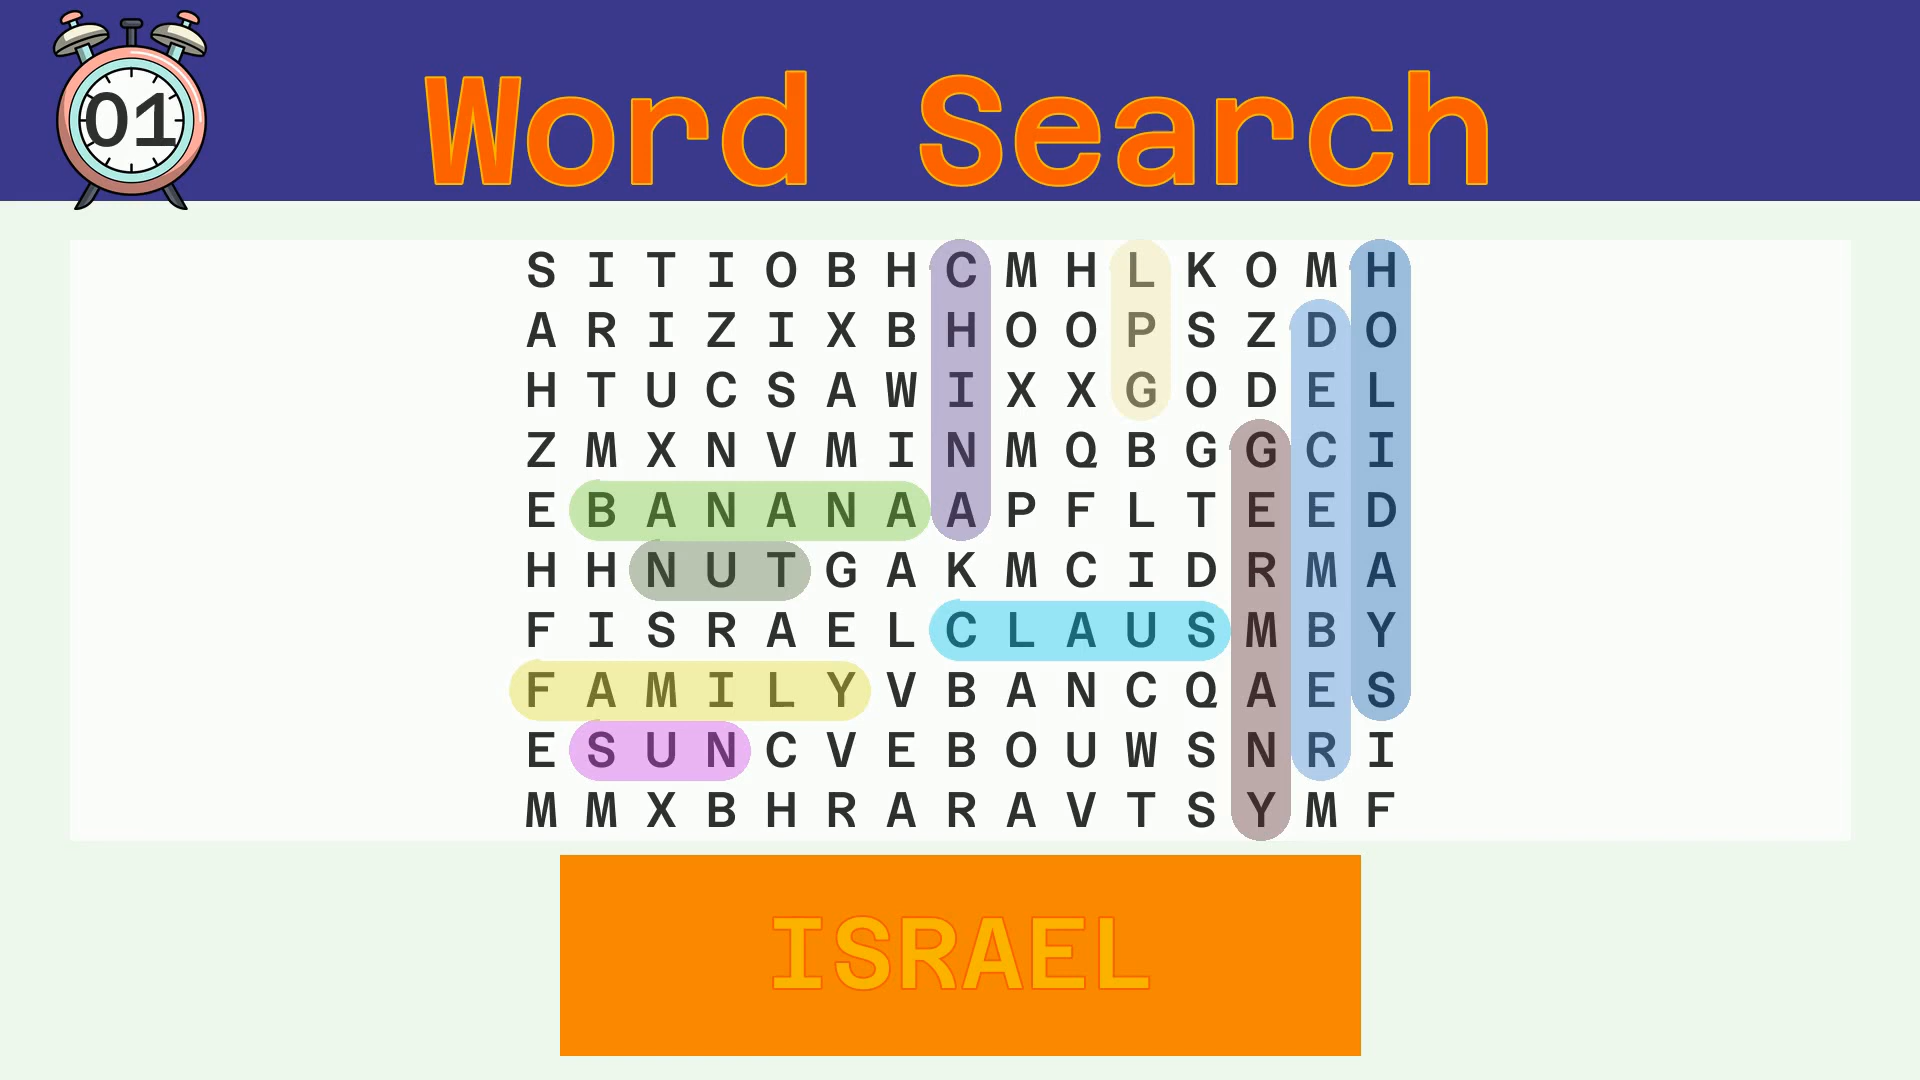 01
Word Search
S I T I O B H C M H L K O M H
A R I Z I X B H O O P S Z D O
H T U C S A W I X X G O D E L
Z M X N V M I N M Q B G G C I
E B A N A N A A P F L T E E D
H H N U T G A K M C I D R M A
F I S R A E L C L A U S M B Y
F A M I L Y V B A N C Q A E S
E S U N C V E B O U W S N R I
M M X B H R A R A V T S Y M F
ISRAEL